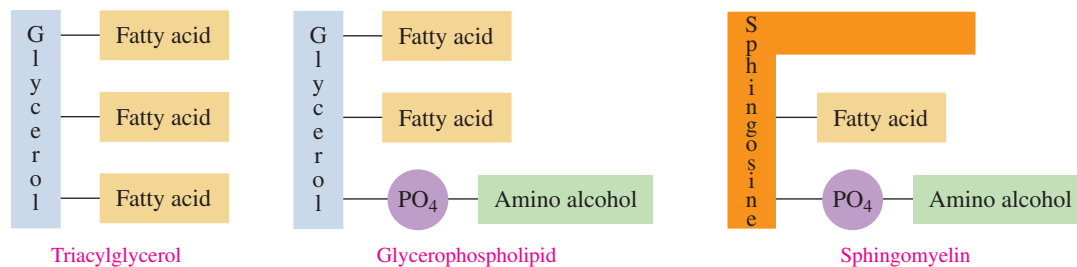 Glycerol
Fatty acid
Fatty acid
Fatty acid
Triacylglycerol
Glycerol
Fatty acid
Fatty acid
PO4
Amino alcohol
Glycerophospholipid
Sphingosine
Fatty acid
PO4
Amino alcohol
Sphingomyelin